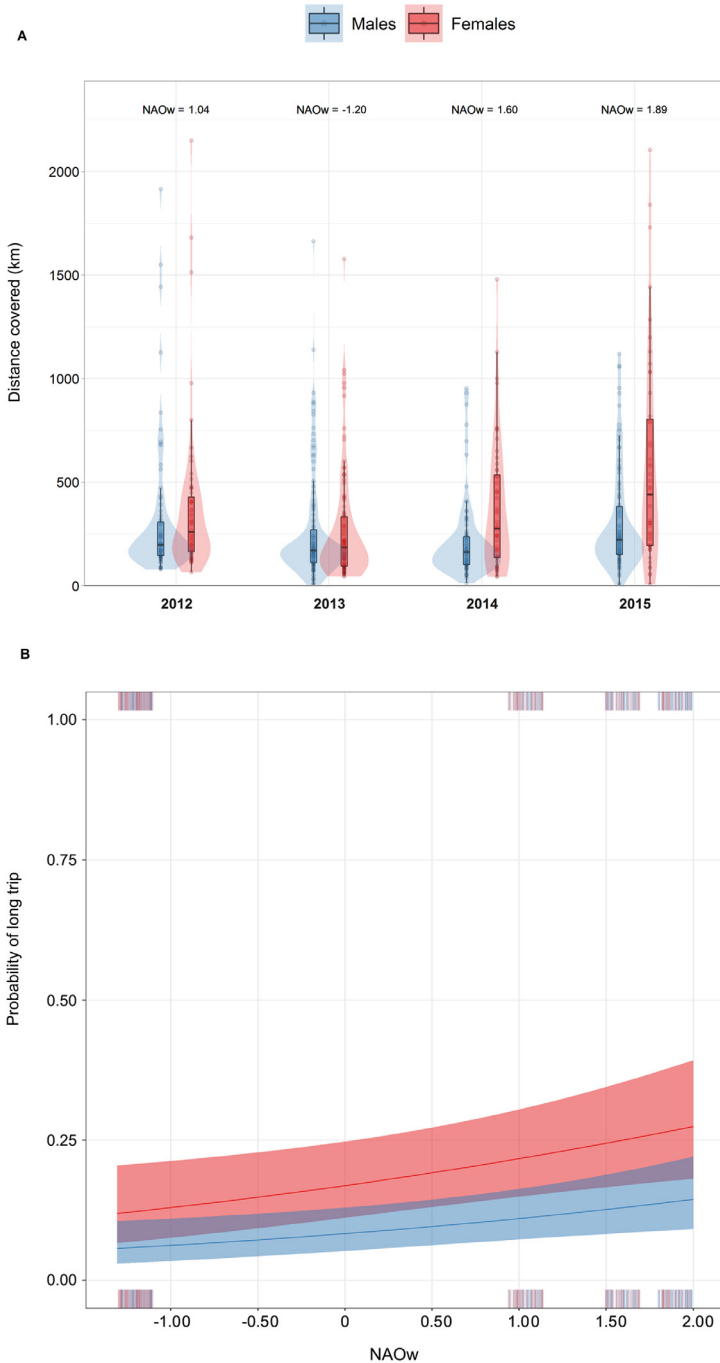 Males Females
A
NAOw = 1.04 NAOw = -1.20 NAOw = 1.60 NAOw = 1.89
Distance covered (km)
2000
1500
1000
500
0
2012 2013 2014 2015
B
Probability of long trip
1.00
0.75
0.50
0.25
0.00
-1.00 -0.50 0 0.50 1.00 1.50 2.00
NAOw